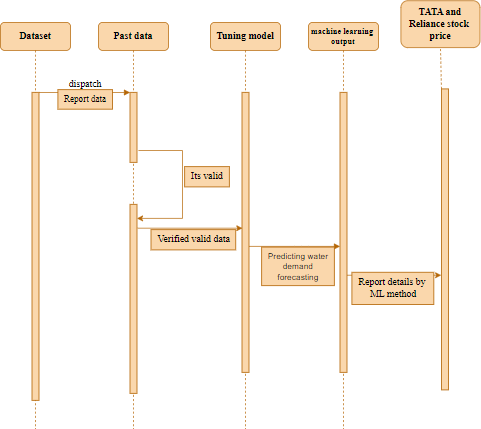 Dataset
Past data
Tuning model
machine learning
output
TATA and
Reliance stock
price
dispatch
Report data
Its valid
Verified valid data
Predicting water
demand
forecasting
Report details by
ML method